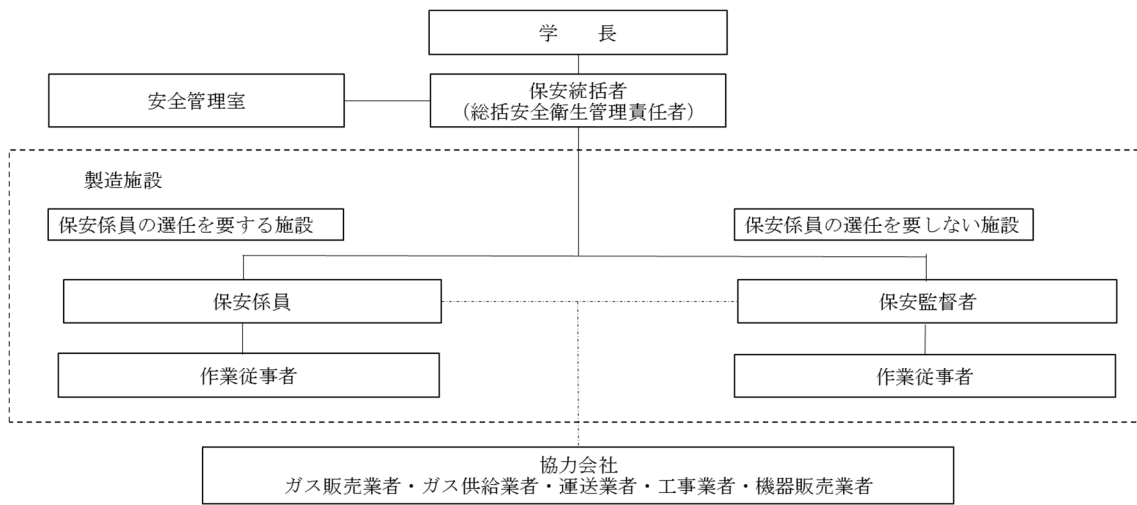 学　　長
安全管理室
保安統括者
（総括安全衛生管理責任者）
製造施設
保安係員の選任を要する施設
保安係員の選任を要しない施設
保安係員
保安監督者
作業従事者
作業従事者
協力会社
ガス販売業者・ガス供給業者・運送業者・工事業者・機器販売業者